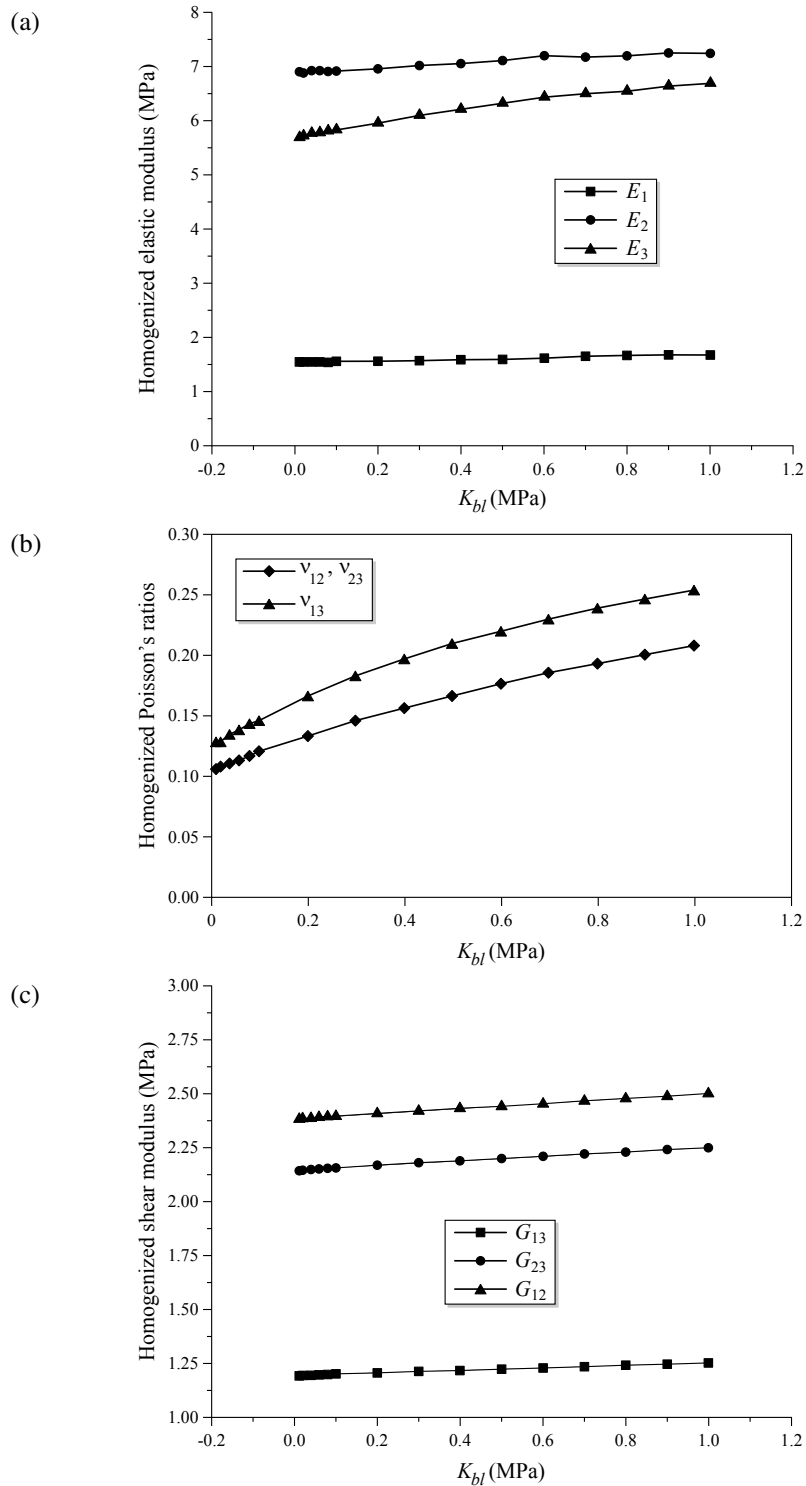 (a)
Homogenized elastic modulus (MPa)
8
7
6
5
4
3
2
1
0
E1
E2
E3
-0.2 0.0 0.2 0.4 0.6 0.8 1.0 1.2
Kbl (MPa)
(b)
Homogenized Poisson's ratios
0.30
0.25
0.20
0.15
0.10
0.05
0.00
ν12 , ν23
ν13
0 0.2 0.4 0.6 0.8 1.0 1.2
Kbl (MPa)
(c)
Homogenized shear modulus (MPa)
3.00
2.75
2.50
2.25
2.00
1.75
1.50
1.25
1.00
G13
G23
G12
-0.2 0.0 0.2 0.4 0.6 0.8 1.0 1.2
Kbl (MPa)